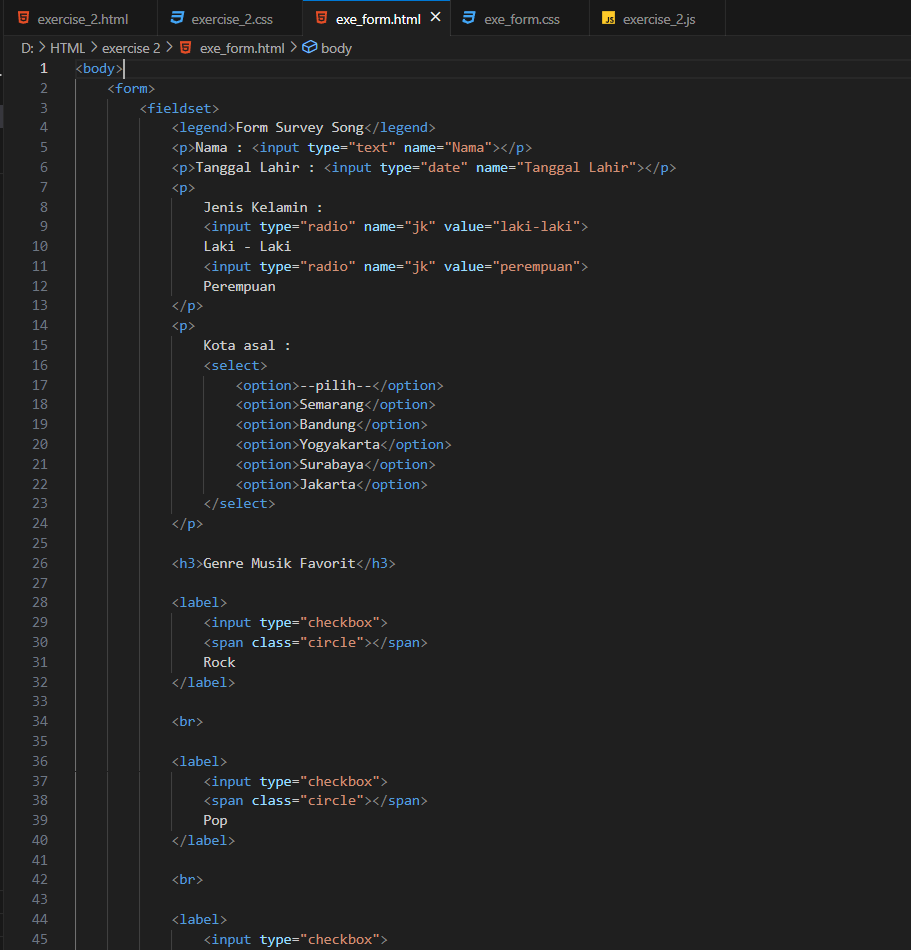 exercise_2.html exercise_2.css exe_form.html × exe_form.css JS exercise_2.js
D: > HTML > exercise 2 > exe_form.html > body
1 <body>
2 <form>
3 <fieldset>
4 <legend>Form Survey Song</legend>
5 <p>Nama : <input type="text" name="Nama"></p>
6 <p>Tanggal Lahir : <input type="date" name="Tanggal Lahir"></p>
7 <p>
8 Jenis Kelamin :
9 <input type="radio" name="jk" value="laki-laki">
10 Laki - Laki
11 <input type="radio" name="jk" value="perempuan">
12 Perempuan
13 </p>
14 <p>
15 Kota asal :
16 <select>
17 <option>--pilih--</option>
18 <option>Semarang</option>
19 <option>Bandung</option>
20 <option>Yogyakarta</option>
21 <option>Surabaya</option>
22 <option>Jakarta</option>
23 </select>
24 </p>
25
26 <h3>Genre Musik Favorit</h3>
27
28 <label>
29 <input type="checkbox">
30 <span class="circle"></span>
31 Rock
32 </label>
33
34 <br>
35
36 <label>
37 <input type="checkbox">
38 <span class="circle"></span>
39 Pop
40 </label>
41
42 <br>
43
44 <label>
45 <input type="checkbox">